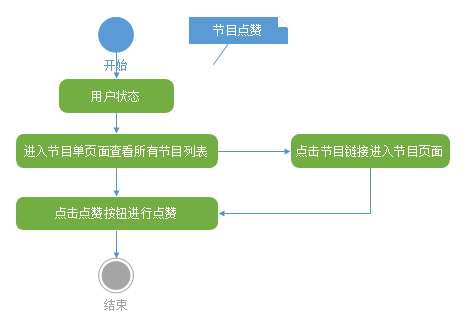 节目点赞
开始
用户状态
进入节目单页面查看所有节目列表
点击节目链接进入节目页面
点击点赞按钮进行点赞
结束